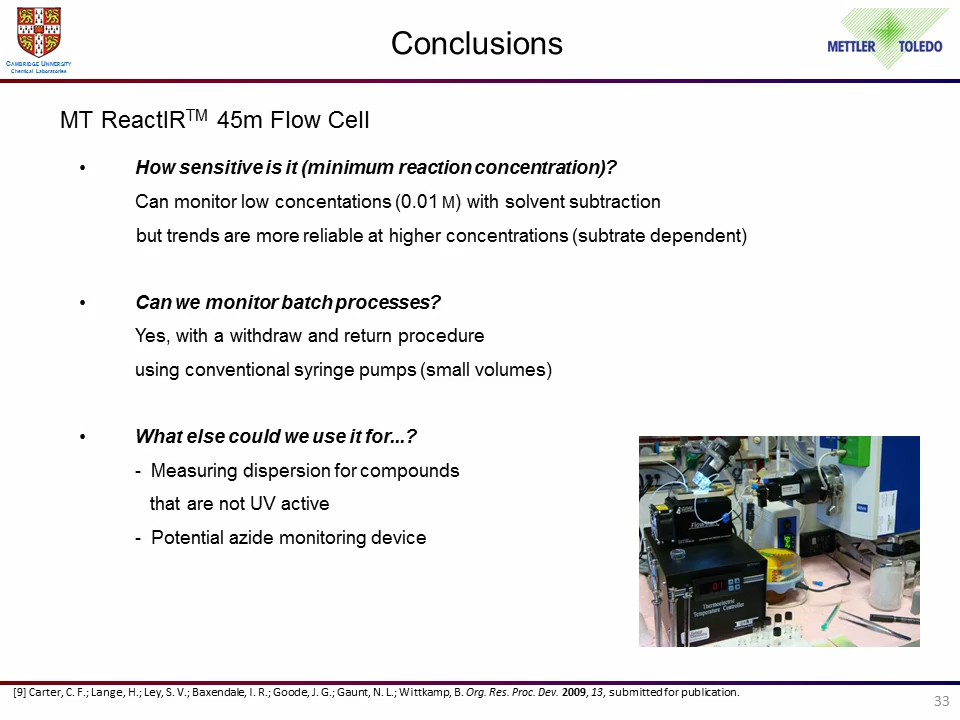 Conclusions
CAMBRIDGE UNIVERSITY
Chemical Laboratories
METTLER TOLEDO
MT ReactIR™ 45m Flow Cell
• How sensitive is it (minimum reaction concentration)?
Can monitor low concentations (0.01 M) with solvent subtraction
but trends are more reliable at higher concentrations (subtrate dependent)
• Can we monitor batch processes?
Yes, with a withdraw and return procedure
using conventional syringe pumps (small volumes)
• What else could we use it for...?
- Measuring dispersion for compounds
that are not UV active
- Potential azide monitoring device
FlowStart
Thermoelectric
Temperature Controller
[9] Carter, C. F.; Lange, H.; Ley, S. V.; Baxendale, I. R.; Goode, J. G.; Gaunt, N. L.; Wittkamp, B. Org. Res. Proc. Dev. 2009, 13, submitted for publication.
33